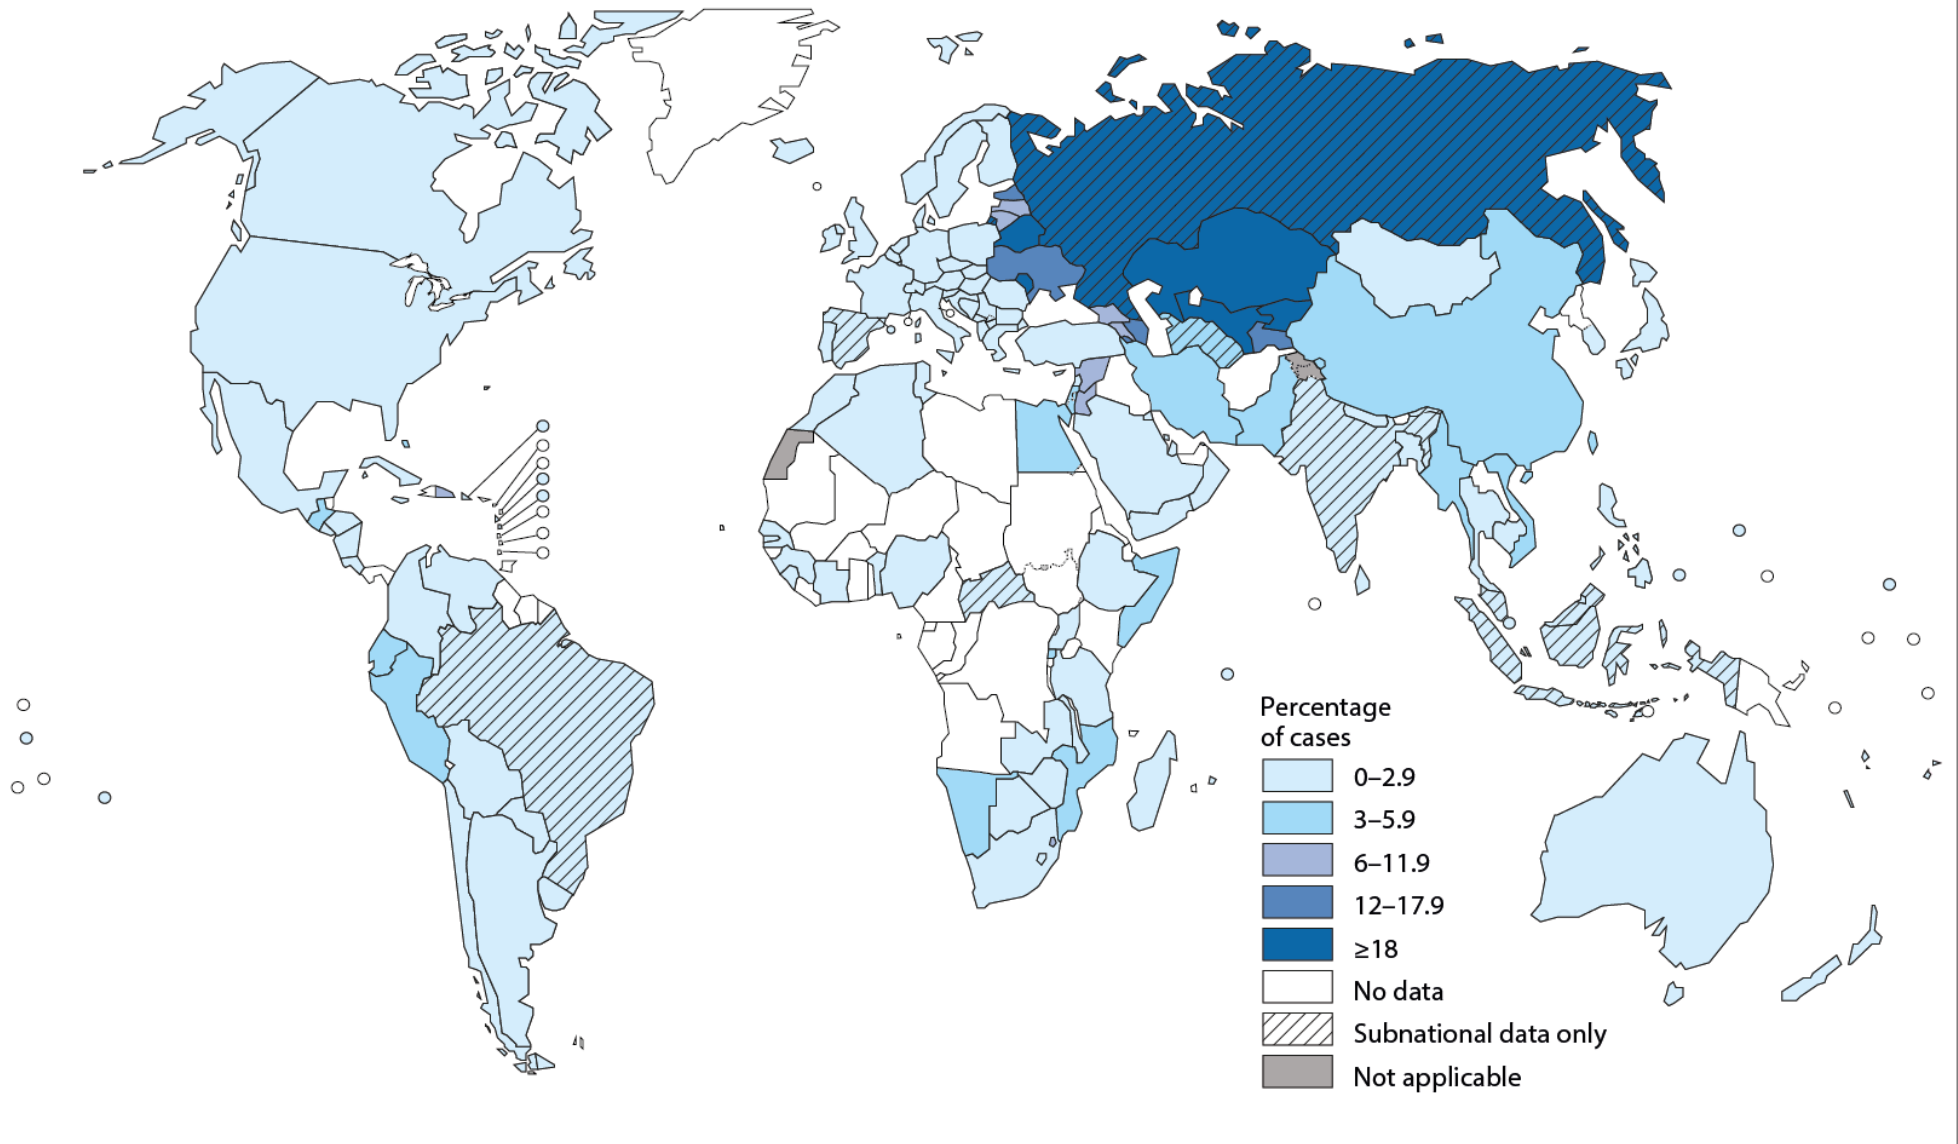 Percentage
of cases
0–2.9
3–5.9
6–11.9
12–17.9
≥18
No data
Subnational data only
Not applicable